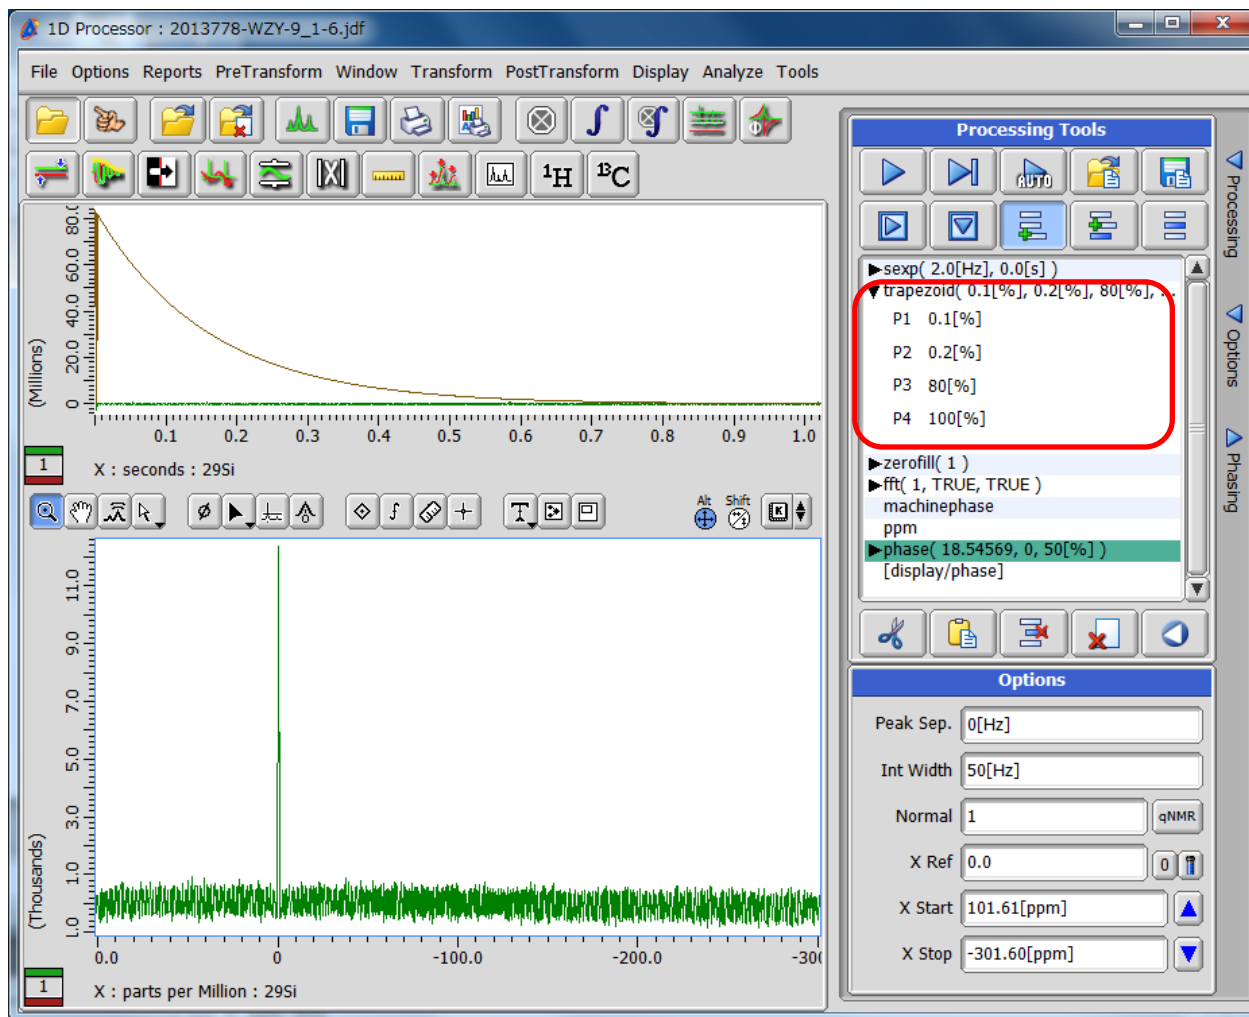 1D Processor : 2013778-WZY-9_1-6.jdf
File Options Reports PreTransform Window Transform PostTransform Display Analyze Tools
AUTO
¹H ¹³C
Processing Tools
AUTO
Processing
Options
Phasing
80.0
60.0
40.0
20.0
0
(Millions)
0.1 0.2 0.3 0.4 0.5 0.6 0.7 0.8 0.9 1.0
1
X : seconds : 29Si
sexp( 2.0[Hz], 0.0[s] )
trapezoid( 0.1[%], 0.2[%], 80[%], ...
P1 0.1[%]
P2 0.2[%]
P3 80[%]
P4 100[%]
zerofill( 1 )
fft( 1, TRUE, TRUE )
machinephase
ppm
phase( 18.54569, 0, 50[%] )
[display/phase]
Alt Shift
11.0
9.0
7.0
5.0
3.0
1.0
-1.0
(Thousands)
0.0 0 -100.0 -200.0 -300
1
X : parts per Million : 29Si
Options
Peak Sep. 0[Hz]
Int Width 50[Hz]
Normal 1 qNMR
X Ref 0.0 0
X Start 101.61[ppm]
X Stop -301.60[ppm]